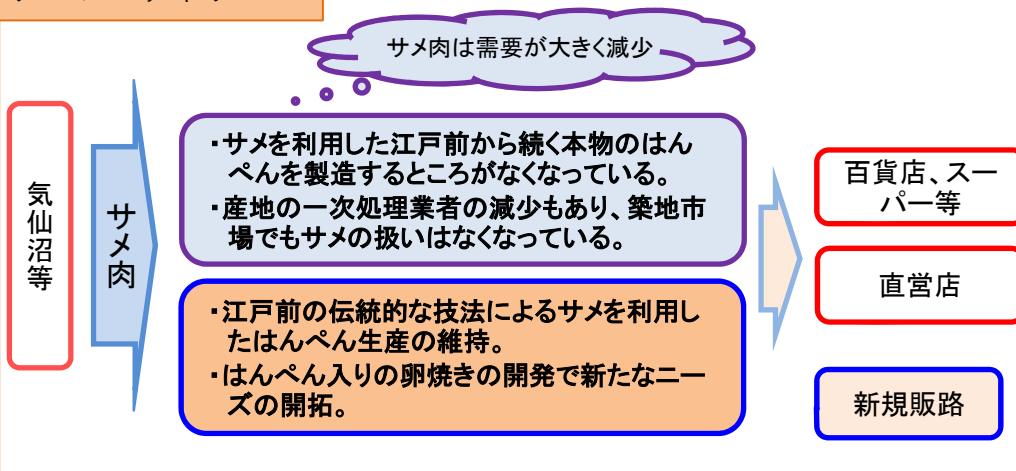 サメ肉は需要が大きく減少
気仙沼等
サメ肉
・サメを利用した江戸前から続く本物のはん
ぺんを製造するところがなくなっている。
・産地の一次処理業者の減少もあり、築地市
場でもサメの扱いはなくなっている。
・江戸前の伝統的な技法によるサメを利用し
たはんぺん生産の維持。
・はんぺん入りの卵焼きの開発で新たなニー
ズの開拓。
百貨店、スー
パー等
直営店
新規販路